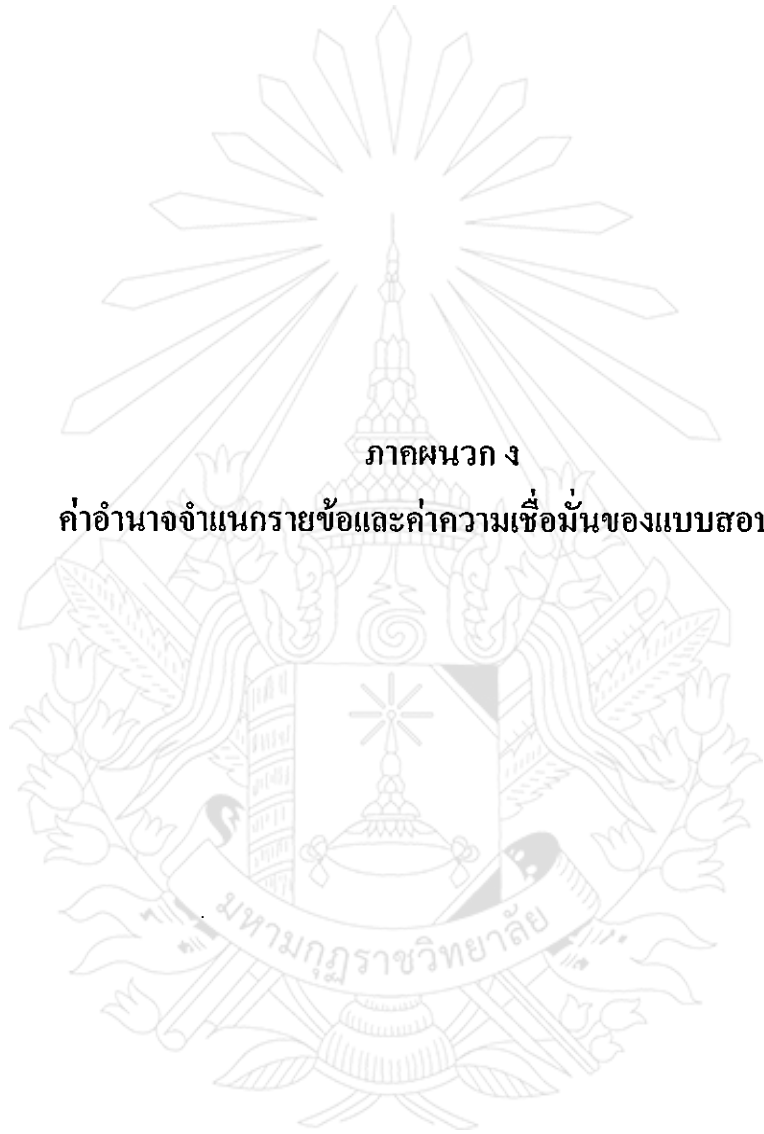 ภาคผนวก ง
ค่าอำนาจจำแนกรายข้อและค่าความเชื่อมั่นของแบบสอบ
มหามกุฏราชวิทยาลัย